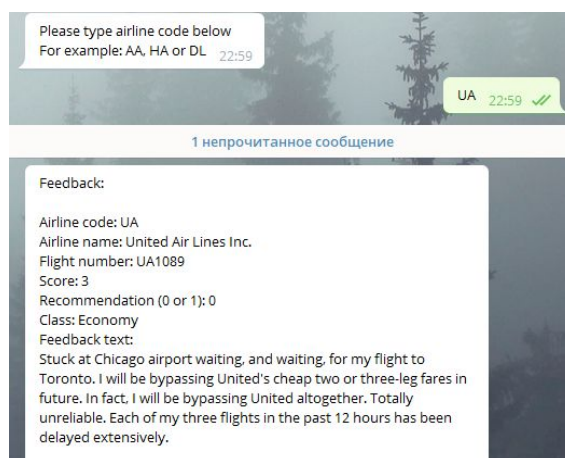 Please type airline code below
For example: AA, HA or DL 22:59
UA 22:59
1 непрочитанное сообщение
Feedback:
Airline code: UA
Airline name: United Air Lines Inc.
Flight number: UA1089
Score: 3
Recommendation (0 or 1): 0
Class: Economy
Feedback text:
Stuck at Chicago airport waiting, and waiting, for my flight to
Toronto. I will be bypassing United's cheap two or three-leg fares in
future. In fact, I will be bypassing United altogether. Totally
unreliable. Each of my three flights in the past 12 hours has been
delayed extensively.